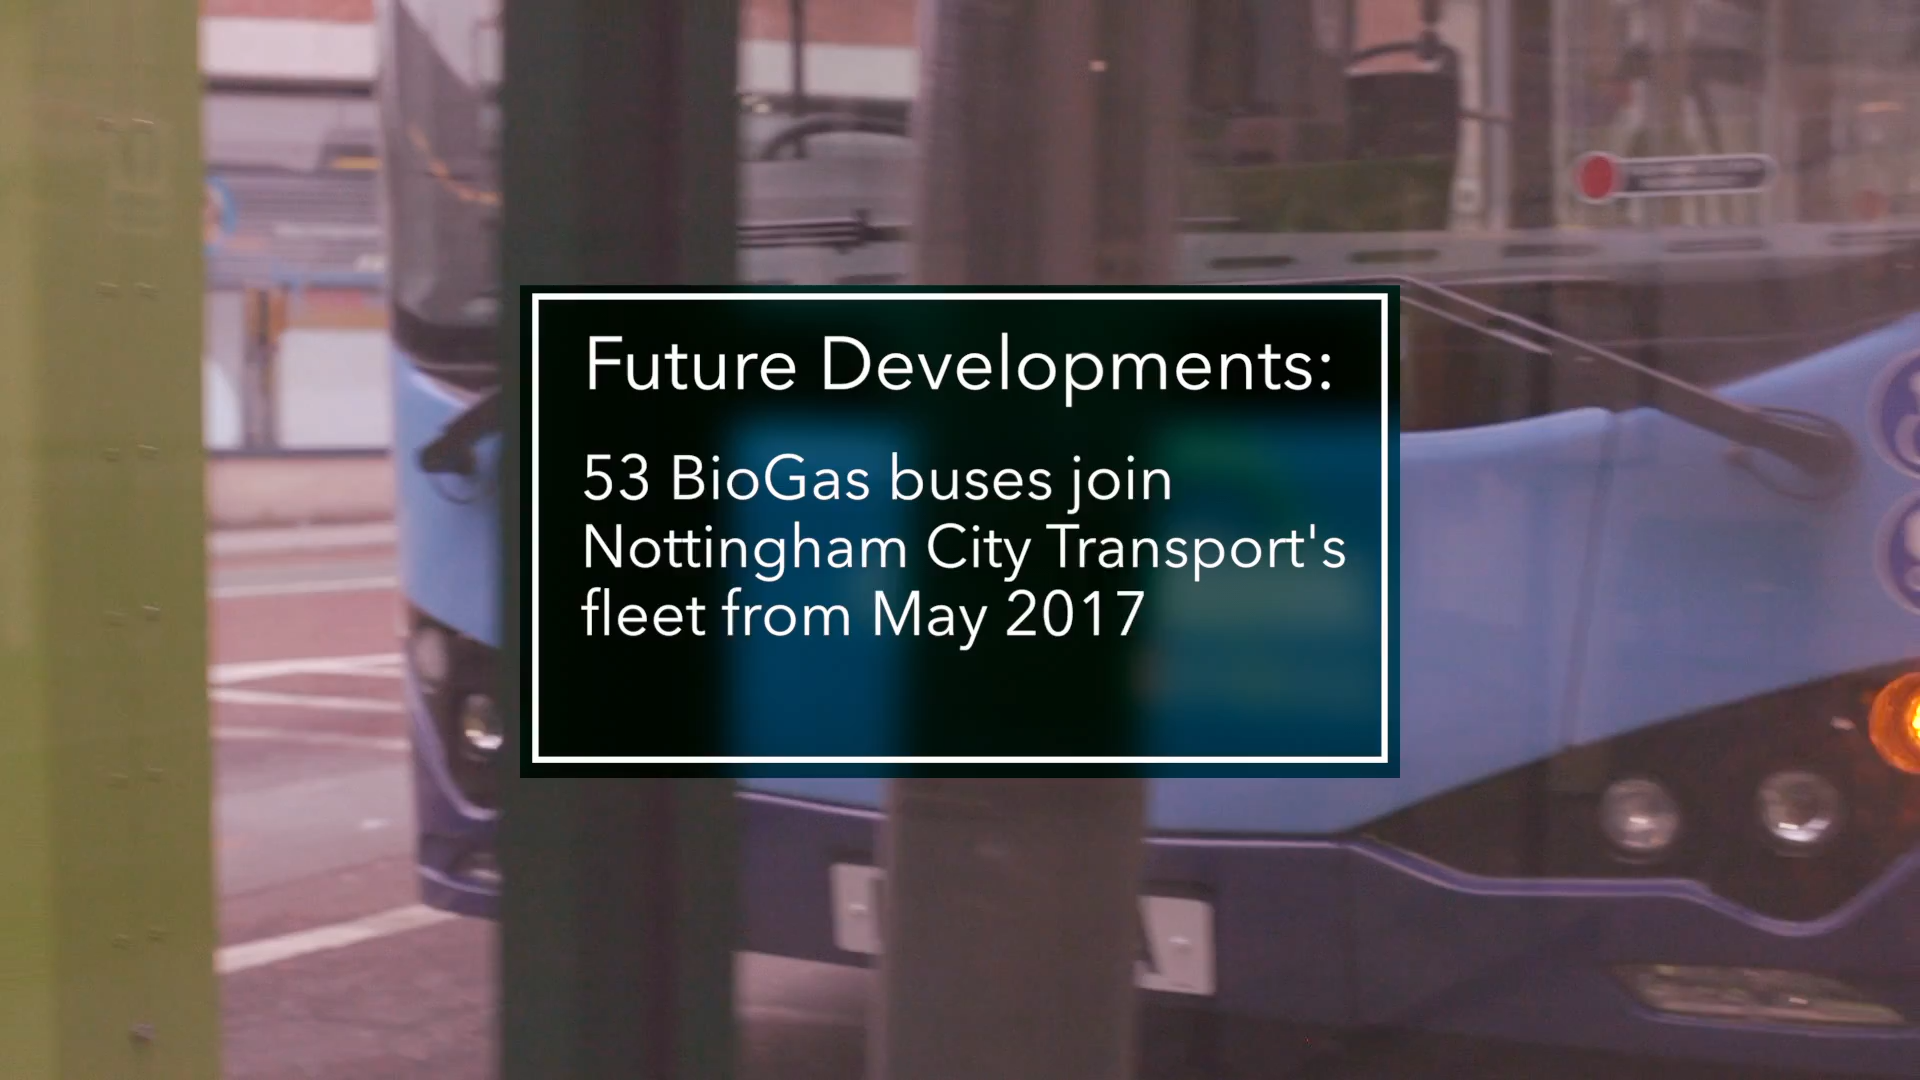 Future Developments:
53 BioGas buses join
Nottingham City Transport's
fleet from May 2017